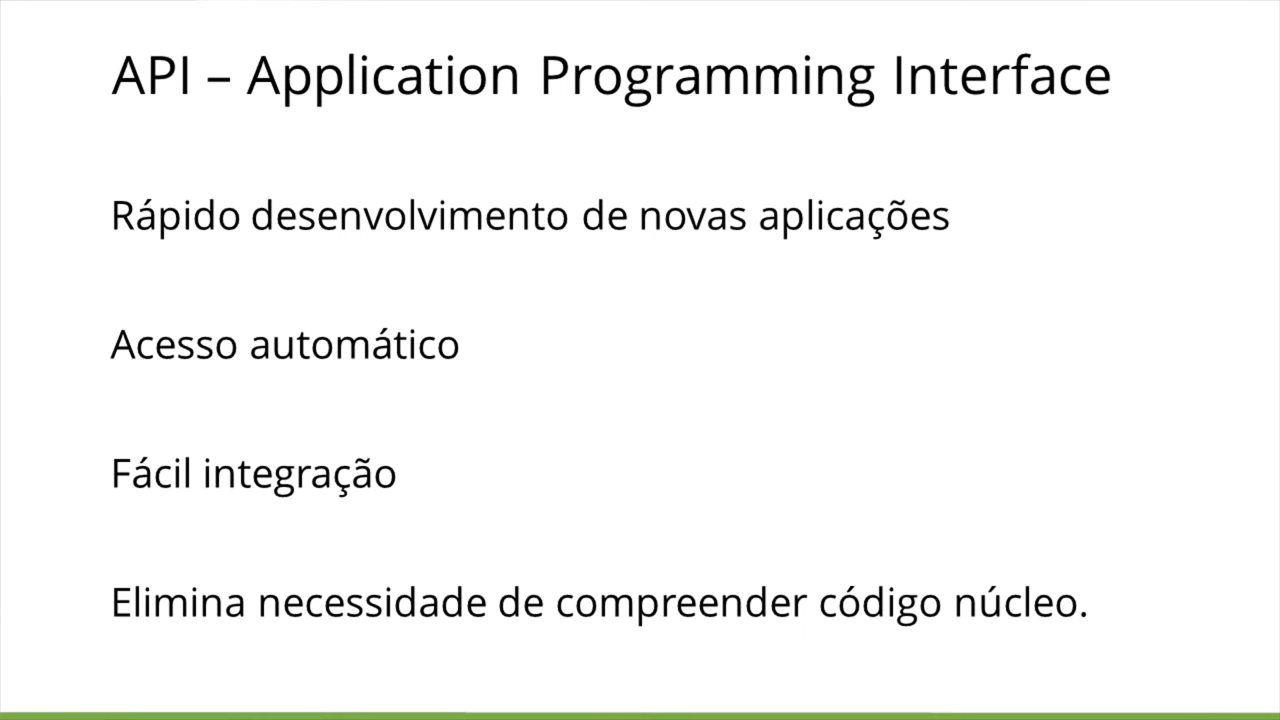 API – Application Programming Interface
Rápido desenvolvimento de novas aplicações
Acesso automático
Fácil integração
Elimina necessidade de compreender código núcleo.